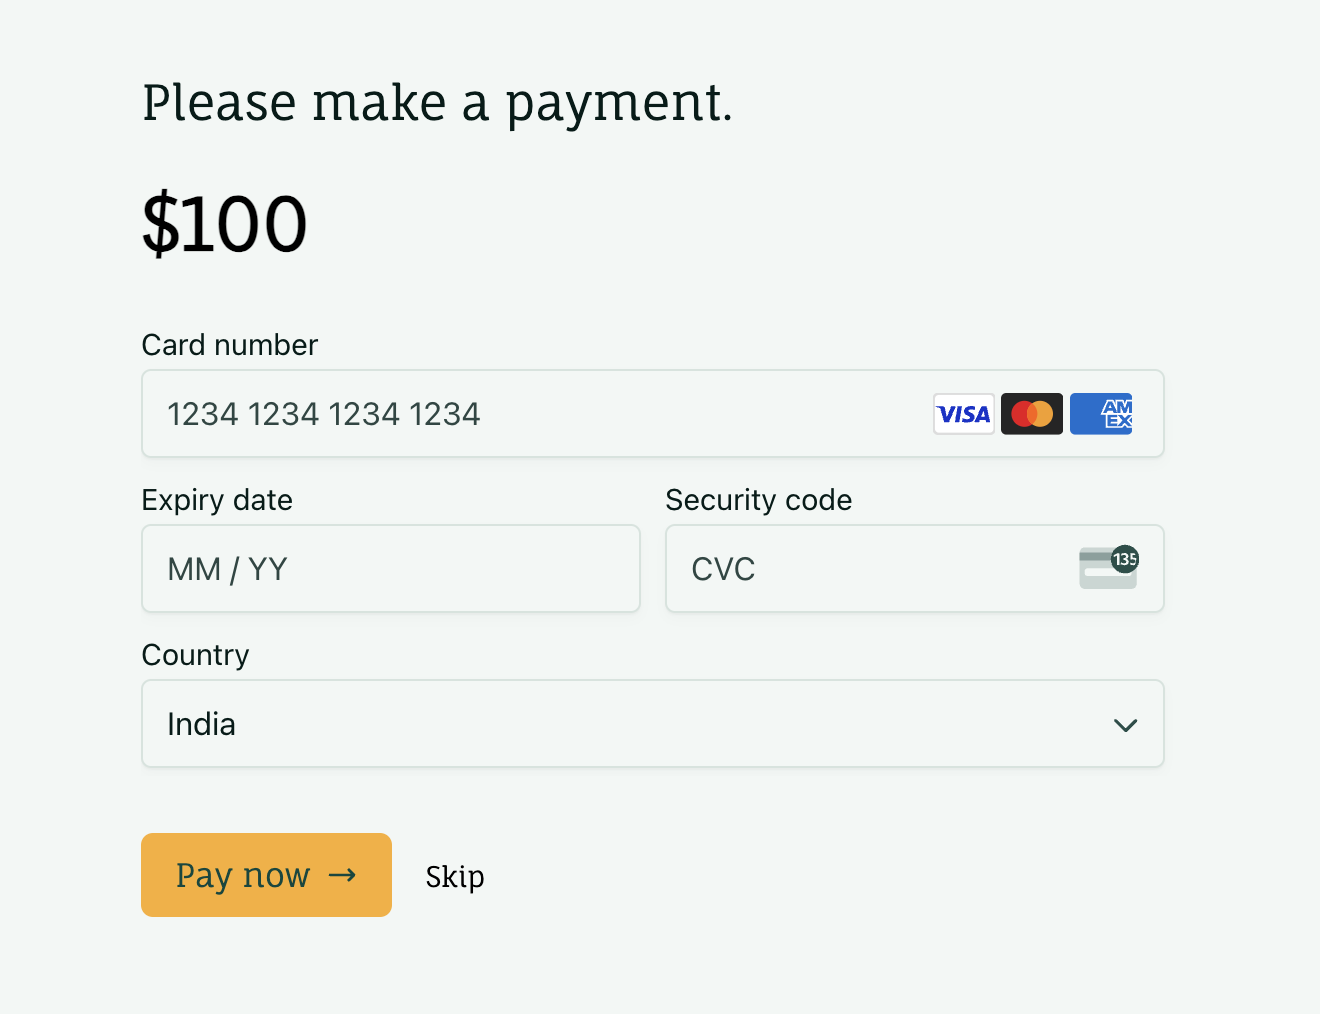 Please make a payment.
$100
Card number
1234 1234 1234 1234 VISA AM EX
Expiry date Security code
MM / YY CVC 135
Country
India
Pay now → Skip